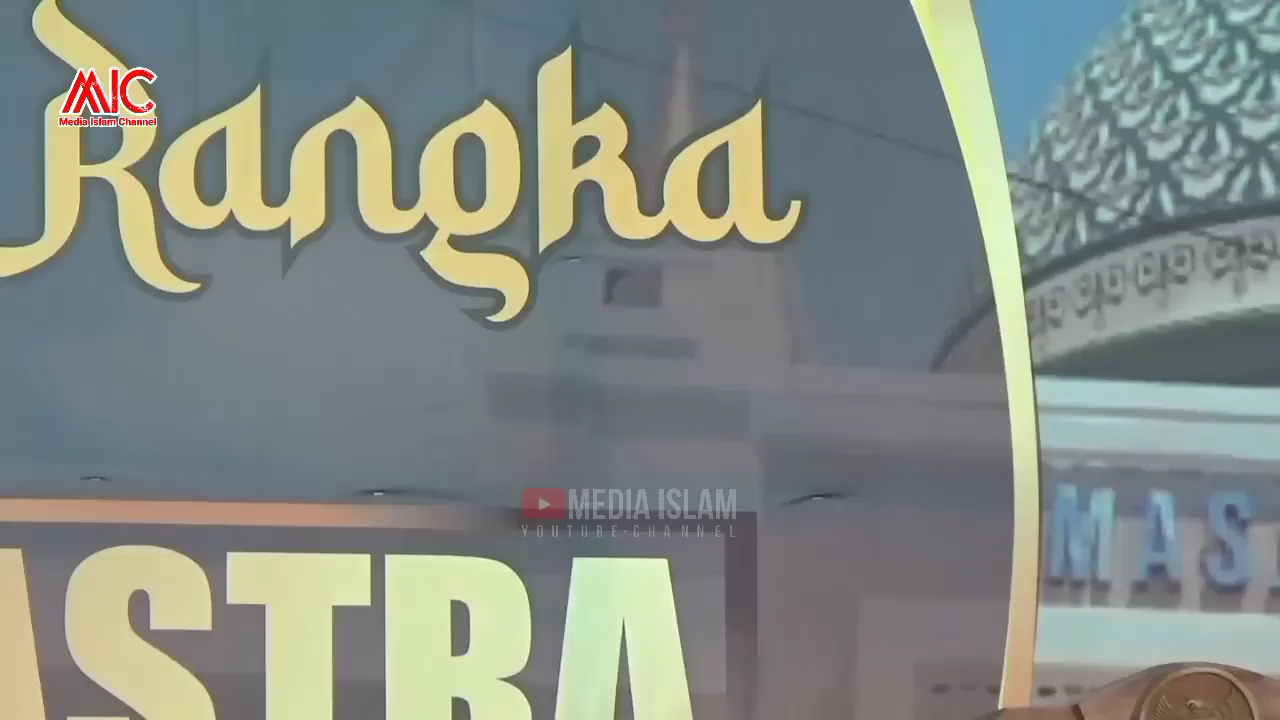 Rangka
MIC
Media Islam Channel
MEDIA ISLAM
YOUTUBE-CHANNEL
ASTRA
MAS